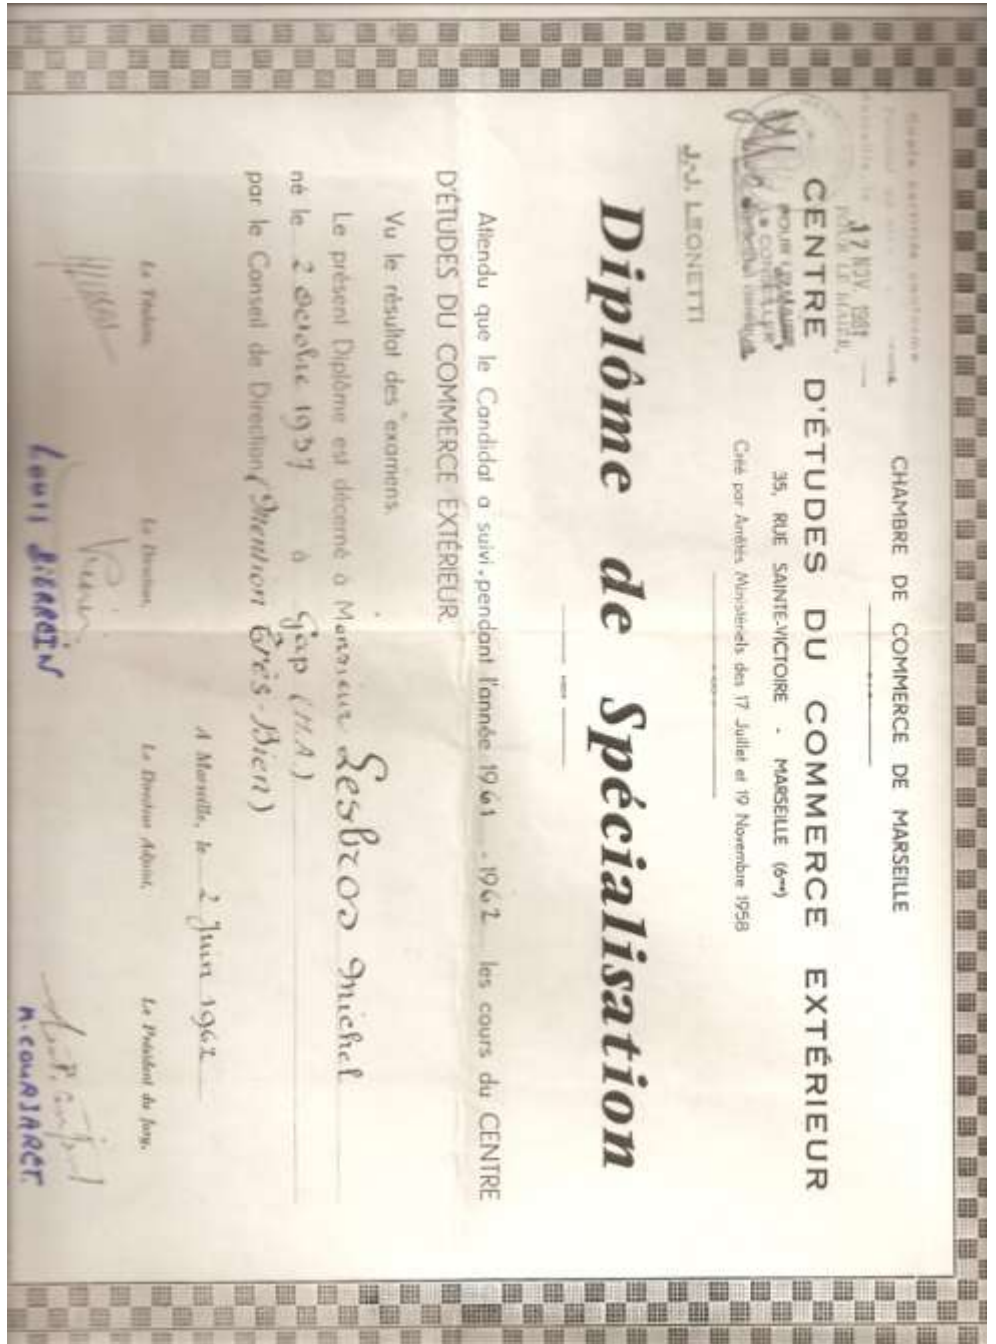 CHAMBRE DE COMMERCE DE MARSEILLE
17 NOV. 1981
POUR LE MAIRE,
CENTRE D'ÉTUDES DU COMMERCE EXTÉRIEUR
35, RUE SAINTE-VICTOIRE - MARSEILLE (6me)
Créé par Arrêtés Ministériels des 17 Juillet et 19 Novembre 1958
J.-J. LEONETTI
Diplôme de Spécialisation
Attendu que le Candidat a suivi pendant l'année 1961 - 1962 les cours du CENTRE
D'ÉTUDES DU COMMERCE EXTÉRIEUR
Vu le résultat des examens.
Le présent Diplôme est décerné à Monsieur Lesbros Michel
né le 2 octobre 1937 à Gap (H.A)
par le Conseil de Direction (Mention Très-Bien)
A Marseille, le 2 Juin 1962
Le Titulaire, Le Directeur, Le Directeur Adjoint, Le Président du Jury,
Louis